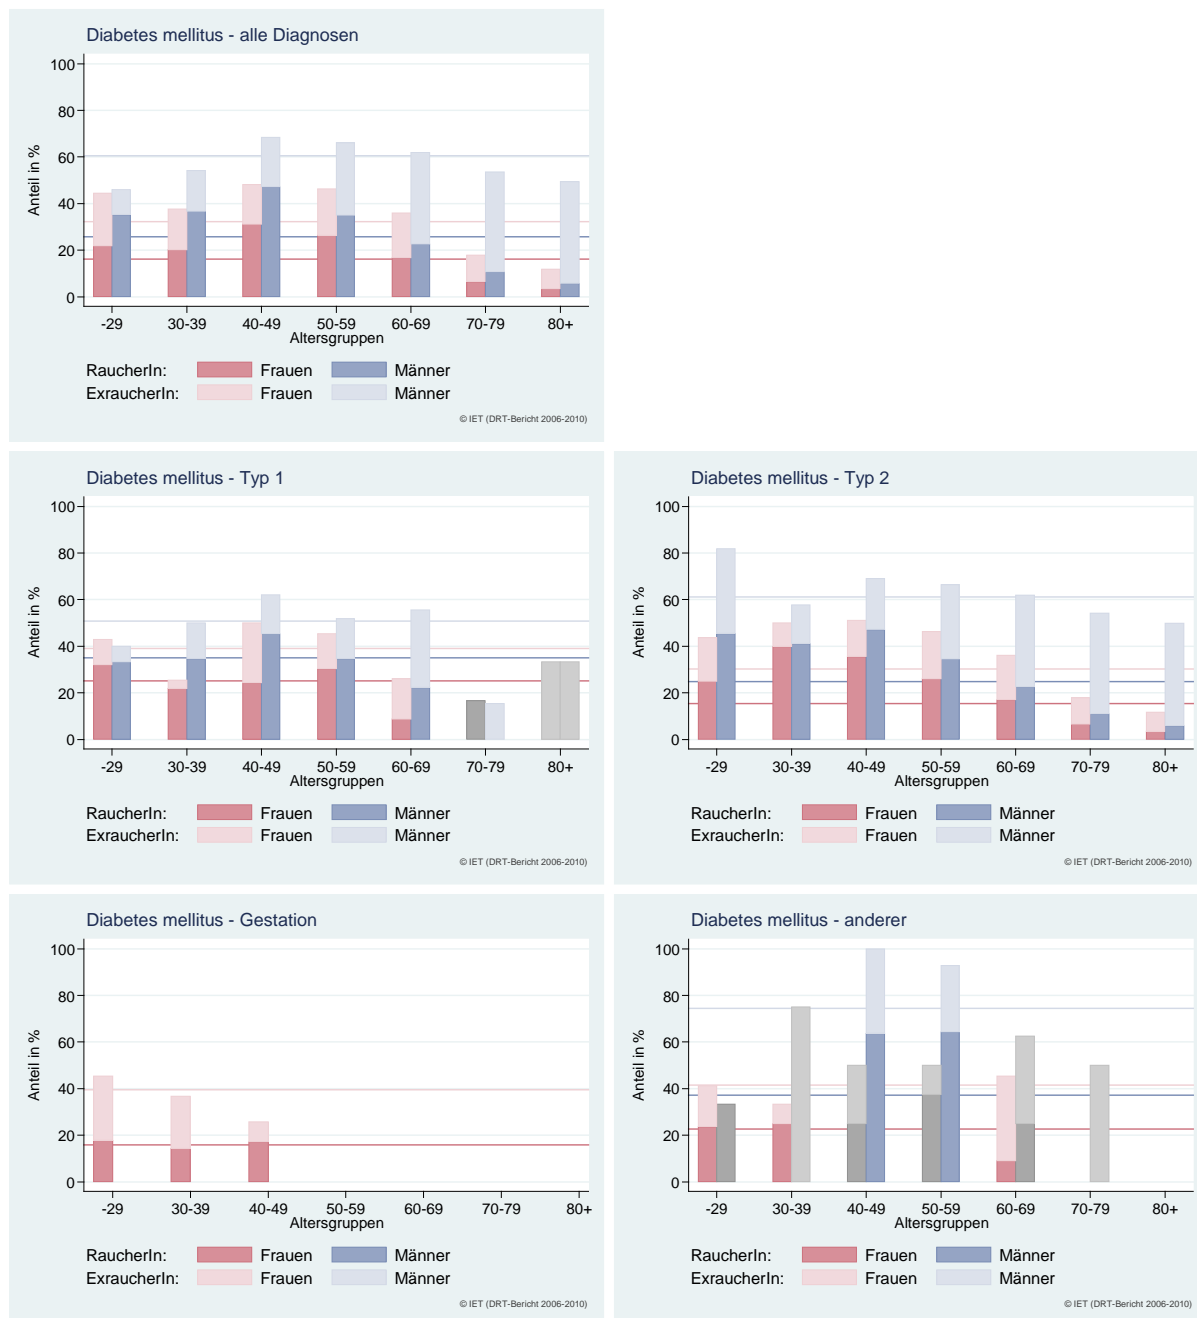 Diabetes mellitus - alle Diagnosen
100
80
60
40
20
0
Anteil in %
-29 30-39 40-49 50-59 60-69 70-79 80+
Altersgruppen
RaucherIn: Frauen Männer
ExraucherIn: Frauen Männer
© IET (DRT-Bericht 2006-2010)
Diabetes mellitus - Typ 1
100
80
60
40
20
0
Anteil in %
-29 30-39 40-49 50-59 60-69 70-79 80+
Altersgruppen
RaucherIn: Frauen Männer
ExraucherIn: Frauen Männer
© IET (DRT-Bericht 2006-2010)
Diabetes mellitus - Typ 2
100
80
60
40
20
0
Anteil in %
-29 30-39 40-49 50-59 60-69 70-79 80+
Altersgruppen
RaucherIn: Frauen Männer
ExraucherIn: Frauen Männer
© IET (DRT-Bericht 2006-2010)
Diabetes mellitus - Gestation
100
80
60
40
20
0
Anteil in %
-29 30-39 40-49 50-59 60-69 70-79 80+
Altersgruppen
RaucherIn: Frauen Männer
ExraucherIn: Frauen Männer
© IET (DRT-Bericht 2006-2010)
Diabetes mellitus - anderer
100
80
60
40
20
0
Anteil in %
-29 30-39 40-49 50-59 60-69 70-79 80+
Altersgruppen
RaucherIn: Frauen Männer
ExraucherIn: Frauen Männer
© IET (DRT-Bericht 2006-2010)